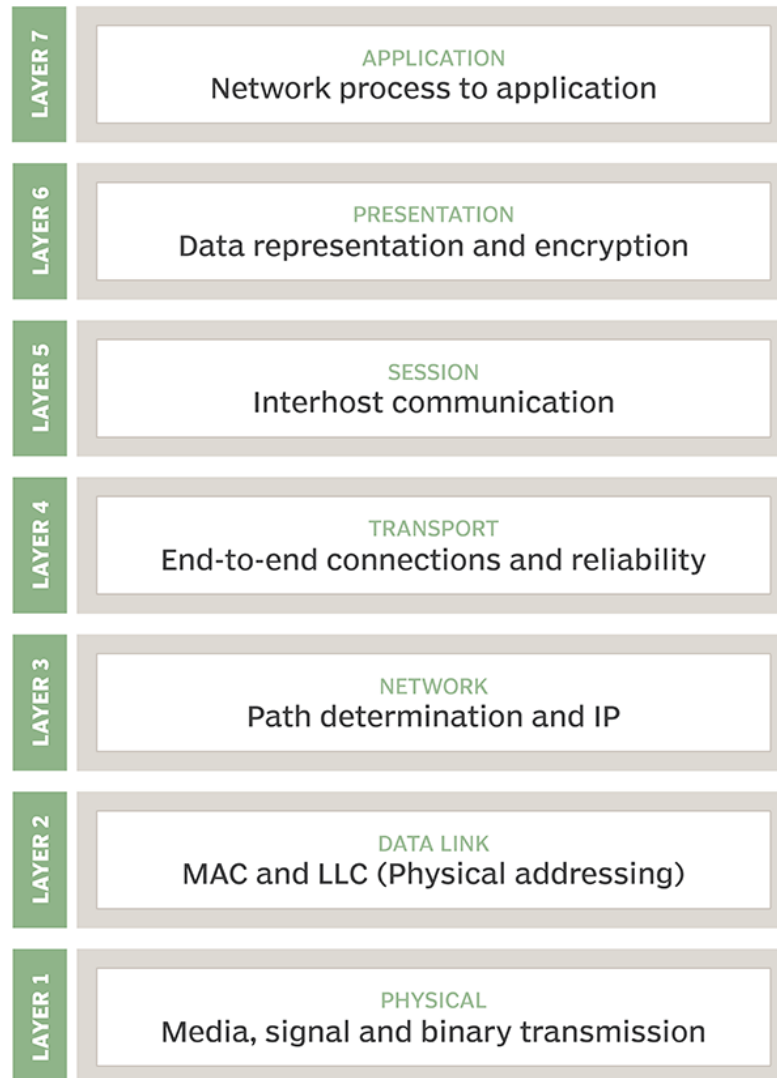 LAYER 7
APPLICATION
Network process to application
LAYER 6
PRESENTATION
Data representation and encryption
LAYER 5
SESSION
Interhost communication
LAYER 4
TRANSPORT
End-to-end connections and reliability
LAYER 3
NETWORK
Path determination and IP
LAYER 2
DATA LINK
MAC and LLC (Physical addressing)
LAYER 1
PHYSICAL
Media, signal and binary transmission